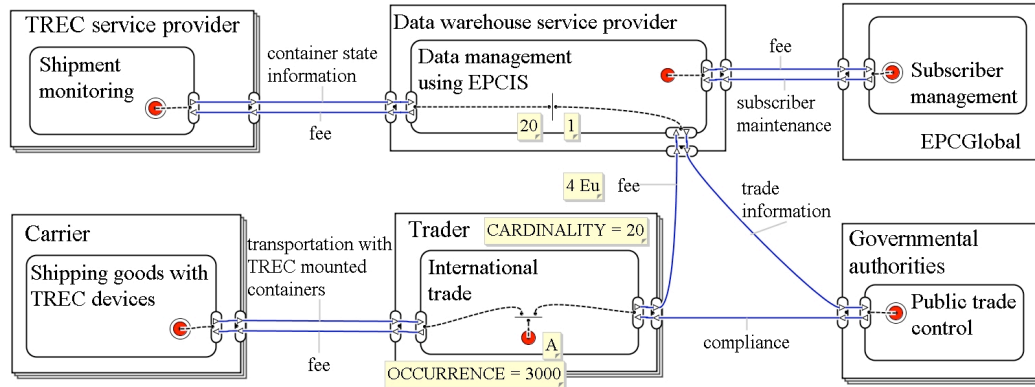 TREC service provider
Shipment
monitoring
container state
information
fee
Data warehouse service provider
Data management
using EPCIS
20
1
fee
subscriber
maintenance
Subscriber
management
EPCGlobal
4 Eu
fee
trade
information
Carrier
Shipping goods with
TREC devices
transportation with
TREC mounted
containers
fee
Trader
CARDINALITY = 20
International
trade
A
OCCURRENCE = 3000
compliance
Governmental
authorities
Public trade
control